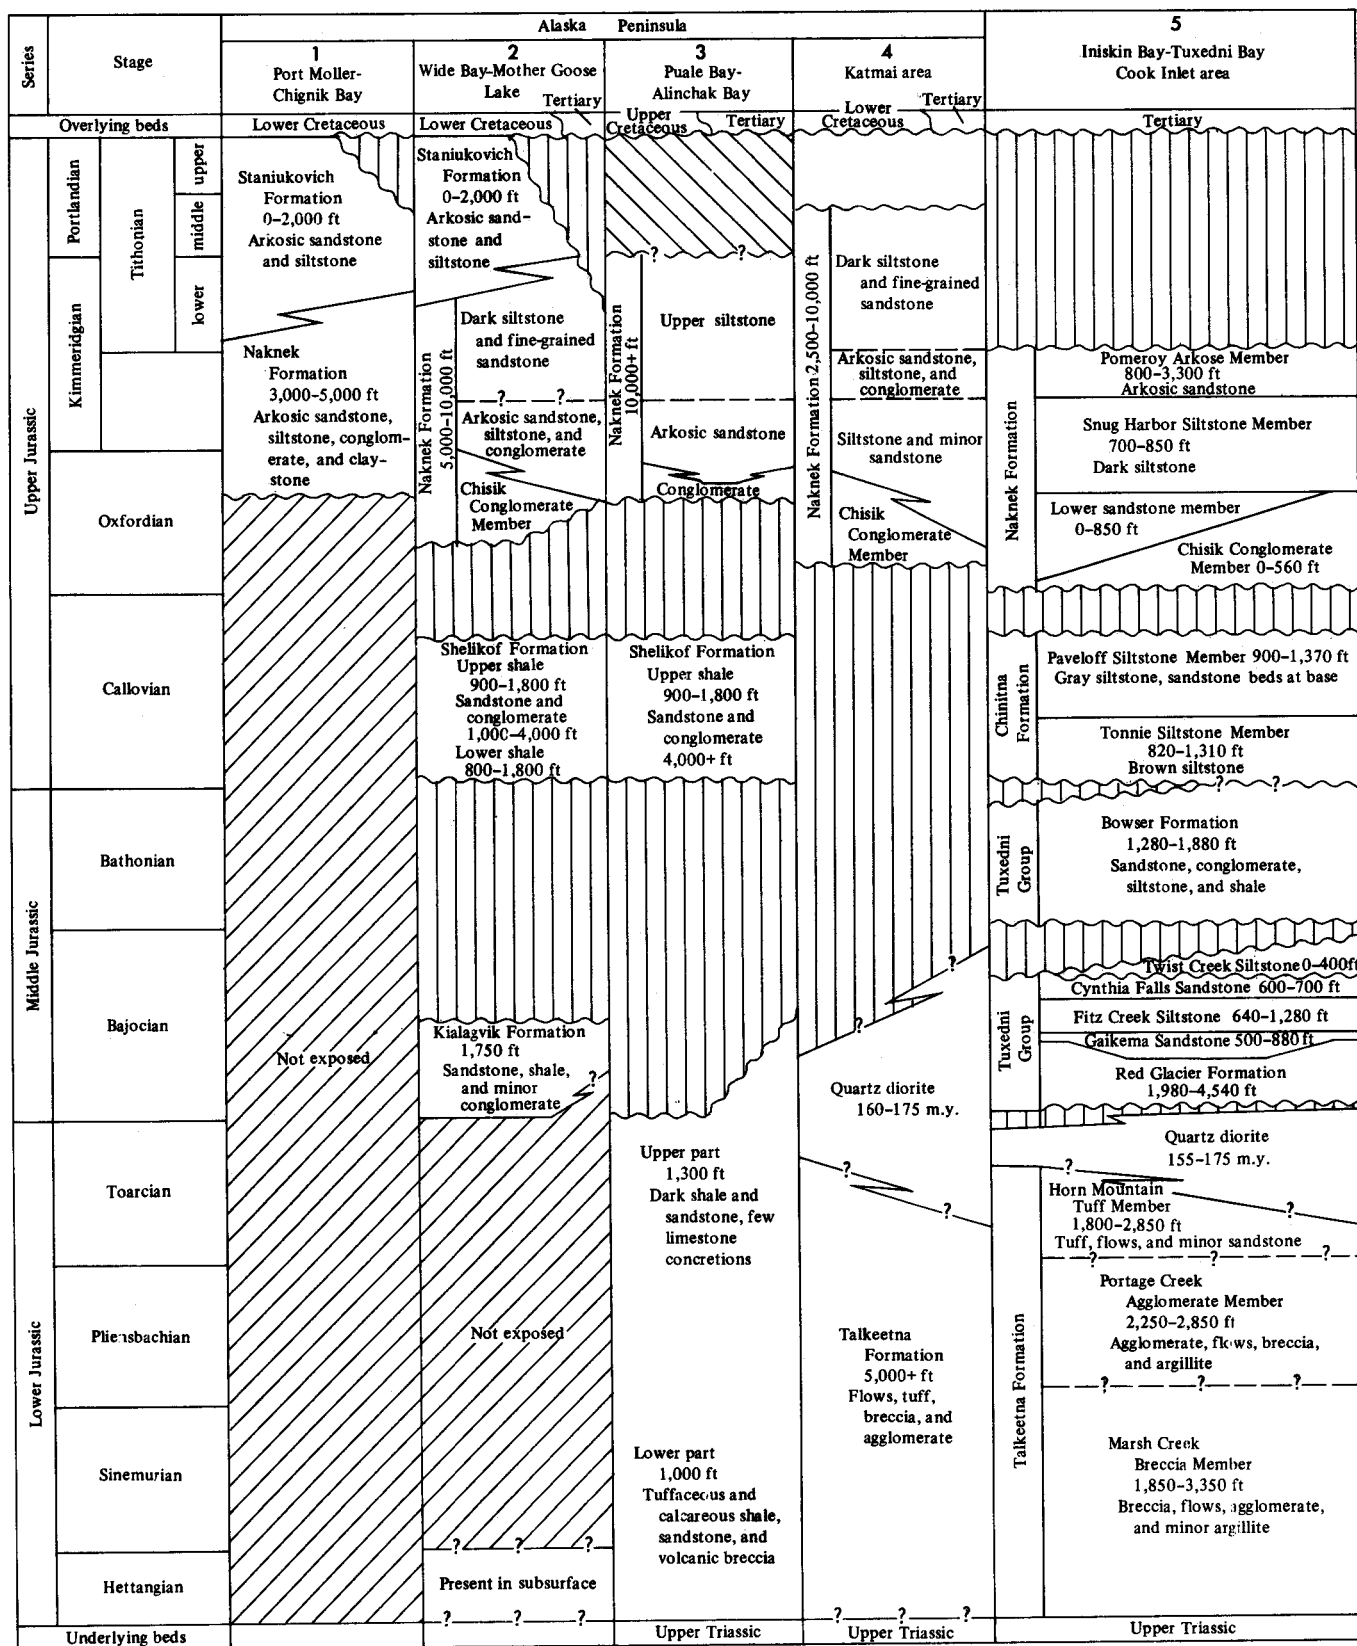 Series
Stage
Alaska Peninsula
1
Port Moller-
Chignik Bay
2
Wide Bay-Mother Goose
Lake
3
Puale Bay-
Alinchak Bay
4
Katmai area
5
Iniskin Bay-Tuxedni Bay
Cook Inlet area
Overlying beds
Lower Cretaceous
Lower Cretaceous
Tertiary
Upper
Cretaceous
Tertiary
Lower
Cretaceous
Tertiary
Tertiary
Upper Jurassic
Portlandian
Kimmeridgian
Tithonian
upper
middle
lower
Oxfordian
Callovian
Middle Jurassic
Bathonian
Bajocian
Lower Jurassic
Toarcian
Pliensbachian
Sinemurian
Hettangian
Underlying beds
Staniukovich
Formation
0-2,000 ft
Arkosic sandstone
and siltstone
Naknek
Formation
3,000-5,000 ft
Arkosic sandstone,
siltstone, conglom-
erate, and clay-
stone
Not exposed
Staniukovich
Formation
0-2,000 ft
Arkosic sand-
stone and
siltstone
Naknek Formation
5,000-10,000 ft
Dark siltstone
and fine-grained
sandstone
? ?
Arkosic sandstone,
siltstone, and
conglomerate
Chisik
Conglomerate
Member
Shelikof Formation
Upper shale
900-1,800 ft
Sandstone and
conglomerate
1,000-4,000 ft
Lower shale
800-1,800 ft
Kialagvik Formation
1,750 ft
Sandstone, shale,
and minor
conglomerate
?
Not exposed
? ? ?
Present in subsurface
? ? ?
? ?
Naknek Formation
10,000+ ft
Upper siltstone
Arkosic sandstone
Conglomerate
Shelikof Formation
Upper shale
900-1,800 ft
Sandstone and
conglomerate
4,000+ ft
Upper part
1,300 ft
Dark shale and
sandstone, few
limestone
concretions
Lower part
1,000 ft
Tuffaceous and
calcareous shale,
sandstone, and
volcanic breccia
Upper Triassic
Naknek Formation 2,500-10,000 ft
Dark siltstone
and fine-grained
sandstone
Arkosic sandstone,
siltstone, and
conglomerate
Siltstone and minor
sandstone
Chisik
Conglomerate
Member
? ?
Quartz diorite
160-175 m.y.
? ?
Talkeetna
Formation
5,000+ ft
Flows, tuff,
breccia, and
agglomerate
? ? ?
Upper Triassic
Naknek Formation
Pomeroy Arkose Member
800-3,300 ft
Arkosic sandstone
Snug Harbor Siltstone Member
700-850 ft
Dark siltstone
Lower sandstone member
0-850 ft
Chisik Conglomerate
Member 0-560 ft
Chinitna
Formation
Paveloff Siltstone Member 900-1,370 ft
Gray siltstone, sandstone beds at base
Tonnie Siltstone Member
820-1,310 ft
Brown siltstone
? ?
Tuxedni
Group
Bowser Formation
1,280-1,880 ft
Sandstone, conglomerate,
siltstone, and shale
Tuxedni
Group
Twist Creek Siltstone 0-400ft
Cynthia Falls Sandstone 600-700 ft
Fitz Creek Siltstone 640-1,280 ft
Gaikema Sandstone 500-880 ft
Red Glacier Formation
1,980-4,540 ft
Quartz diorite
155-175 m.y.
? ?
Talkeetna Formation
Horn Mountain
Tuff Member
1,800-2,850 ft
Tuff, flows, and minor sandstone
? ? ?
Portage Creek
Agglomerate Member
2,250-2,850 ft
Agglomerate, flows, breccia,
and argillite
? ? ?
Marsh Creek
Breccia Member
1,850-3,350 ft
Breccia, flows, agglomerate,
and minor argillite
Upper Triassic